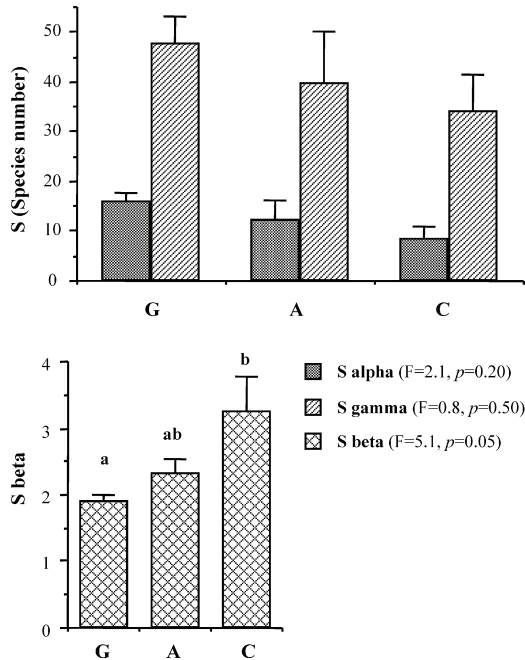 S (Species number)
50
40
30
20
10
0
G A C
S beta
4
3
2
1
0
a
ab
b
G A C
S alpha (F=2.1, p=0.20)
S gamma (F=0.8, p=0.50)
S beta (F=5.1, p=0.05)